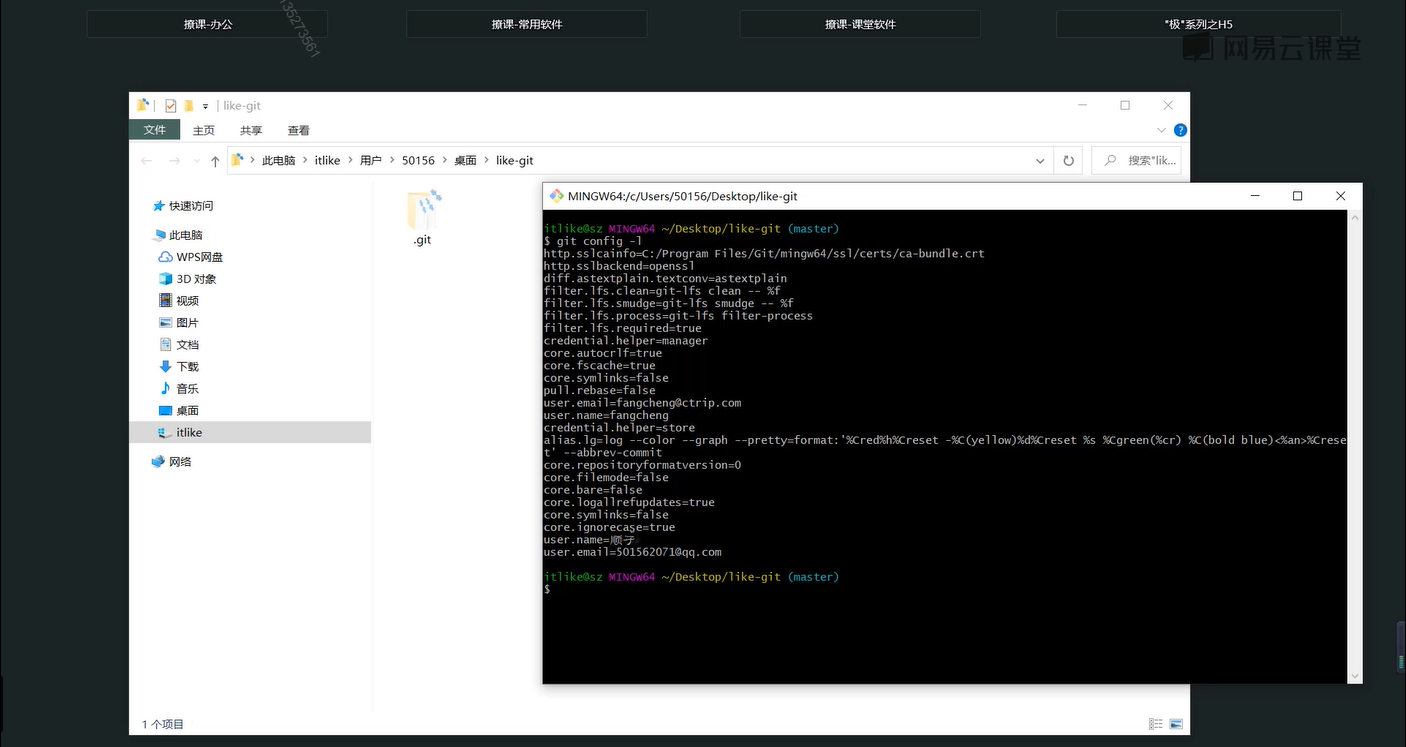 撩课-办公
撩课-常用软件
撩课-课堂软件
"极"系列之H5
135273561
网易云课堂
like-git
文件 主页 共享 查看
此电脑 itlike 用户 50156 桌面 like-git
搜索"lik...
快速访问
此电脑
WPS网盘
3D 对象
视频
图片
文档
下载
音乐
桌面
itlike
网络
.git
1 个项目
MINGW64:/c/Users/50156/Desktop/like-git
itlike@sz MINGW64 ~/Desktop/like-git (master)
$ git config -l
http.sslcainfo=C:/Program Files/Git/mingw64/ssl/certs/ca-bundle.crt
http.sslbackend=openssl
diff.astextplain.textconv=astextplain
filter.lfs.clean=git-lfs clean -- %f
filter.lfs.smudge=git-lfs smudge -- %f
filter.lfs.process=git-lfs filter-process
filter.lfs.required=true
credential.helper=manager
core.autocrlf=true
core.fscache=true
core.symlinks=false
pull.rebase=false
user.email=fangcheng@ctrip.com
user.name=fangcheng
credential.helper=store
alias.lg=log --color --graph --pretty=format:'%Cred%h%Creset -%C(yellow)%d%Creset %s %Cgreen(%cr) %C(bold blue)<%an>%Crese
t' --abbrev-commit
core.repositoryformatversion=0
core.filemode=false
core.bare=false
core.logallrefupdates=true
core.symlinks=false
core.ignorecase=true
user.name=顺子
user.email=501562071@qq.com
itlike@sz MINGW64 ~/Desktop/like-git (master)
$